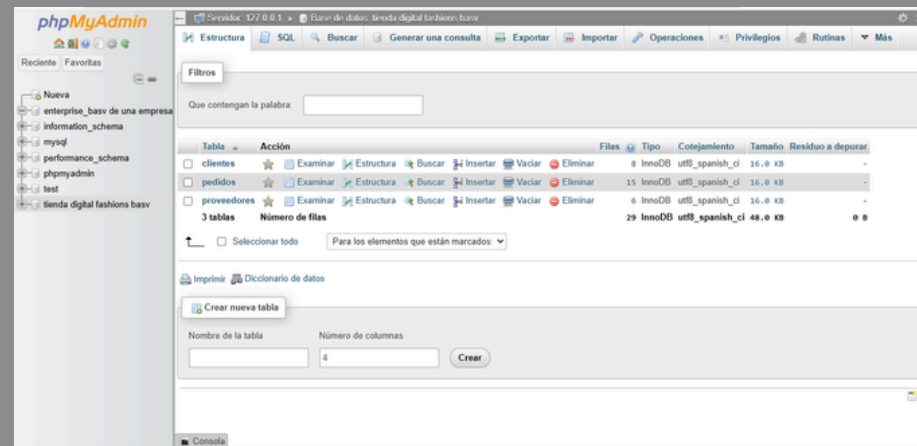 phpMyAdmin
Reciente Favoritas
Nueva
enterprise_basv de una empresa
information_schema
mysql
performance_schema
phpmyadmin
test
tienda digital fashions basv
Servidor: 127.0.0.1 » Base de datos: tienda digital fashions basv
Estructura SQL Buscar Generar una consulta Exportar Importar Operaciones Privilegios Rutinas Más
Filtros
Que contengan la palabra:
Tabla Acción Filas Tipo Cotejamiento Tamaño Residuo a depurar
clientes Examinar Estructura Buscar Insertar Vaciar Eliminar 8 InnoDB utf8_spanish_ci 16.0 KB -
pedidos Examinar Estructura Buscar Insertar Vaciar Eliminar 15 InnoDB utf8_spanish_ci 16.0 KB -
proveedores Examinar Estructura Buscar Insertar Vaciar Eliminar 6 InnoDB utf8_spanish_ci 16.0 KB -
3 tablas Número de filas 29 InnoDB utf8_spanish_ci 48.0 KB 0 B
Seleccionar todo Para los elementos que están marcados:
Imprimir Diccionario de datos
Crear nueva tabla
Nombre de la tabla Número de columnas
4 Crear
Consola